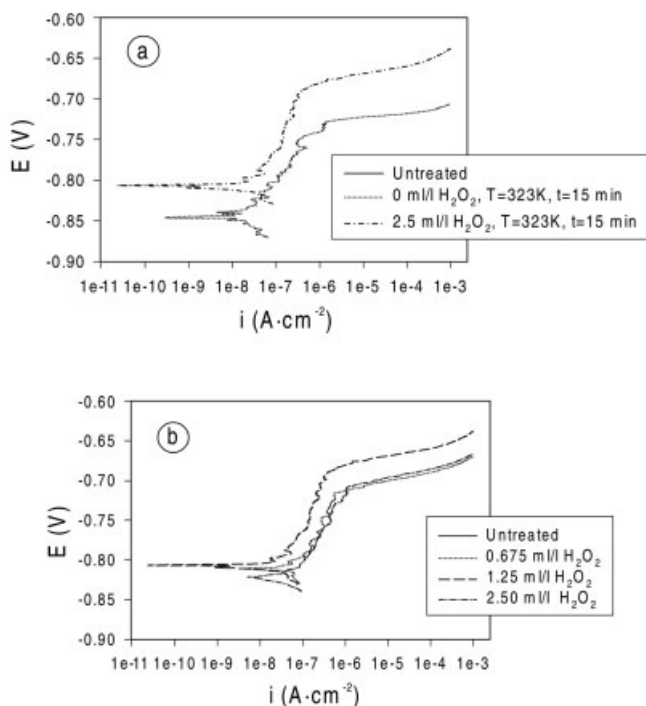 a
-0.60
-0.65
-0.70
-0.75
-0.80
-0.85
-0.90
E (V)
Untreated
0 ml/l H₂O₂, T=323K, t=15 min
2.5 ml/l H₂O₂, T=323K, t=15 min
1e-11 1e-10 1e-9 1e-8 1e-7 1e-6 1e-5 1e-4 1e-3
i (A·cm⁻²)
b
-0.60
-0.65
-0.70
-0.75
-0.80
-0.85
-0.90
E (V)
Untreated
0.675 ml/l H₂O₂
1.25 ml/l H₂O₂
2.50 ml/l H₂O₂
1e-11 1e-10 1e-9 1e-8 1e-7 1e-6 1e-5 1e-4 1e-3
i (A·cm⁻²)